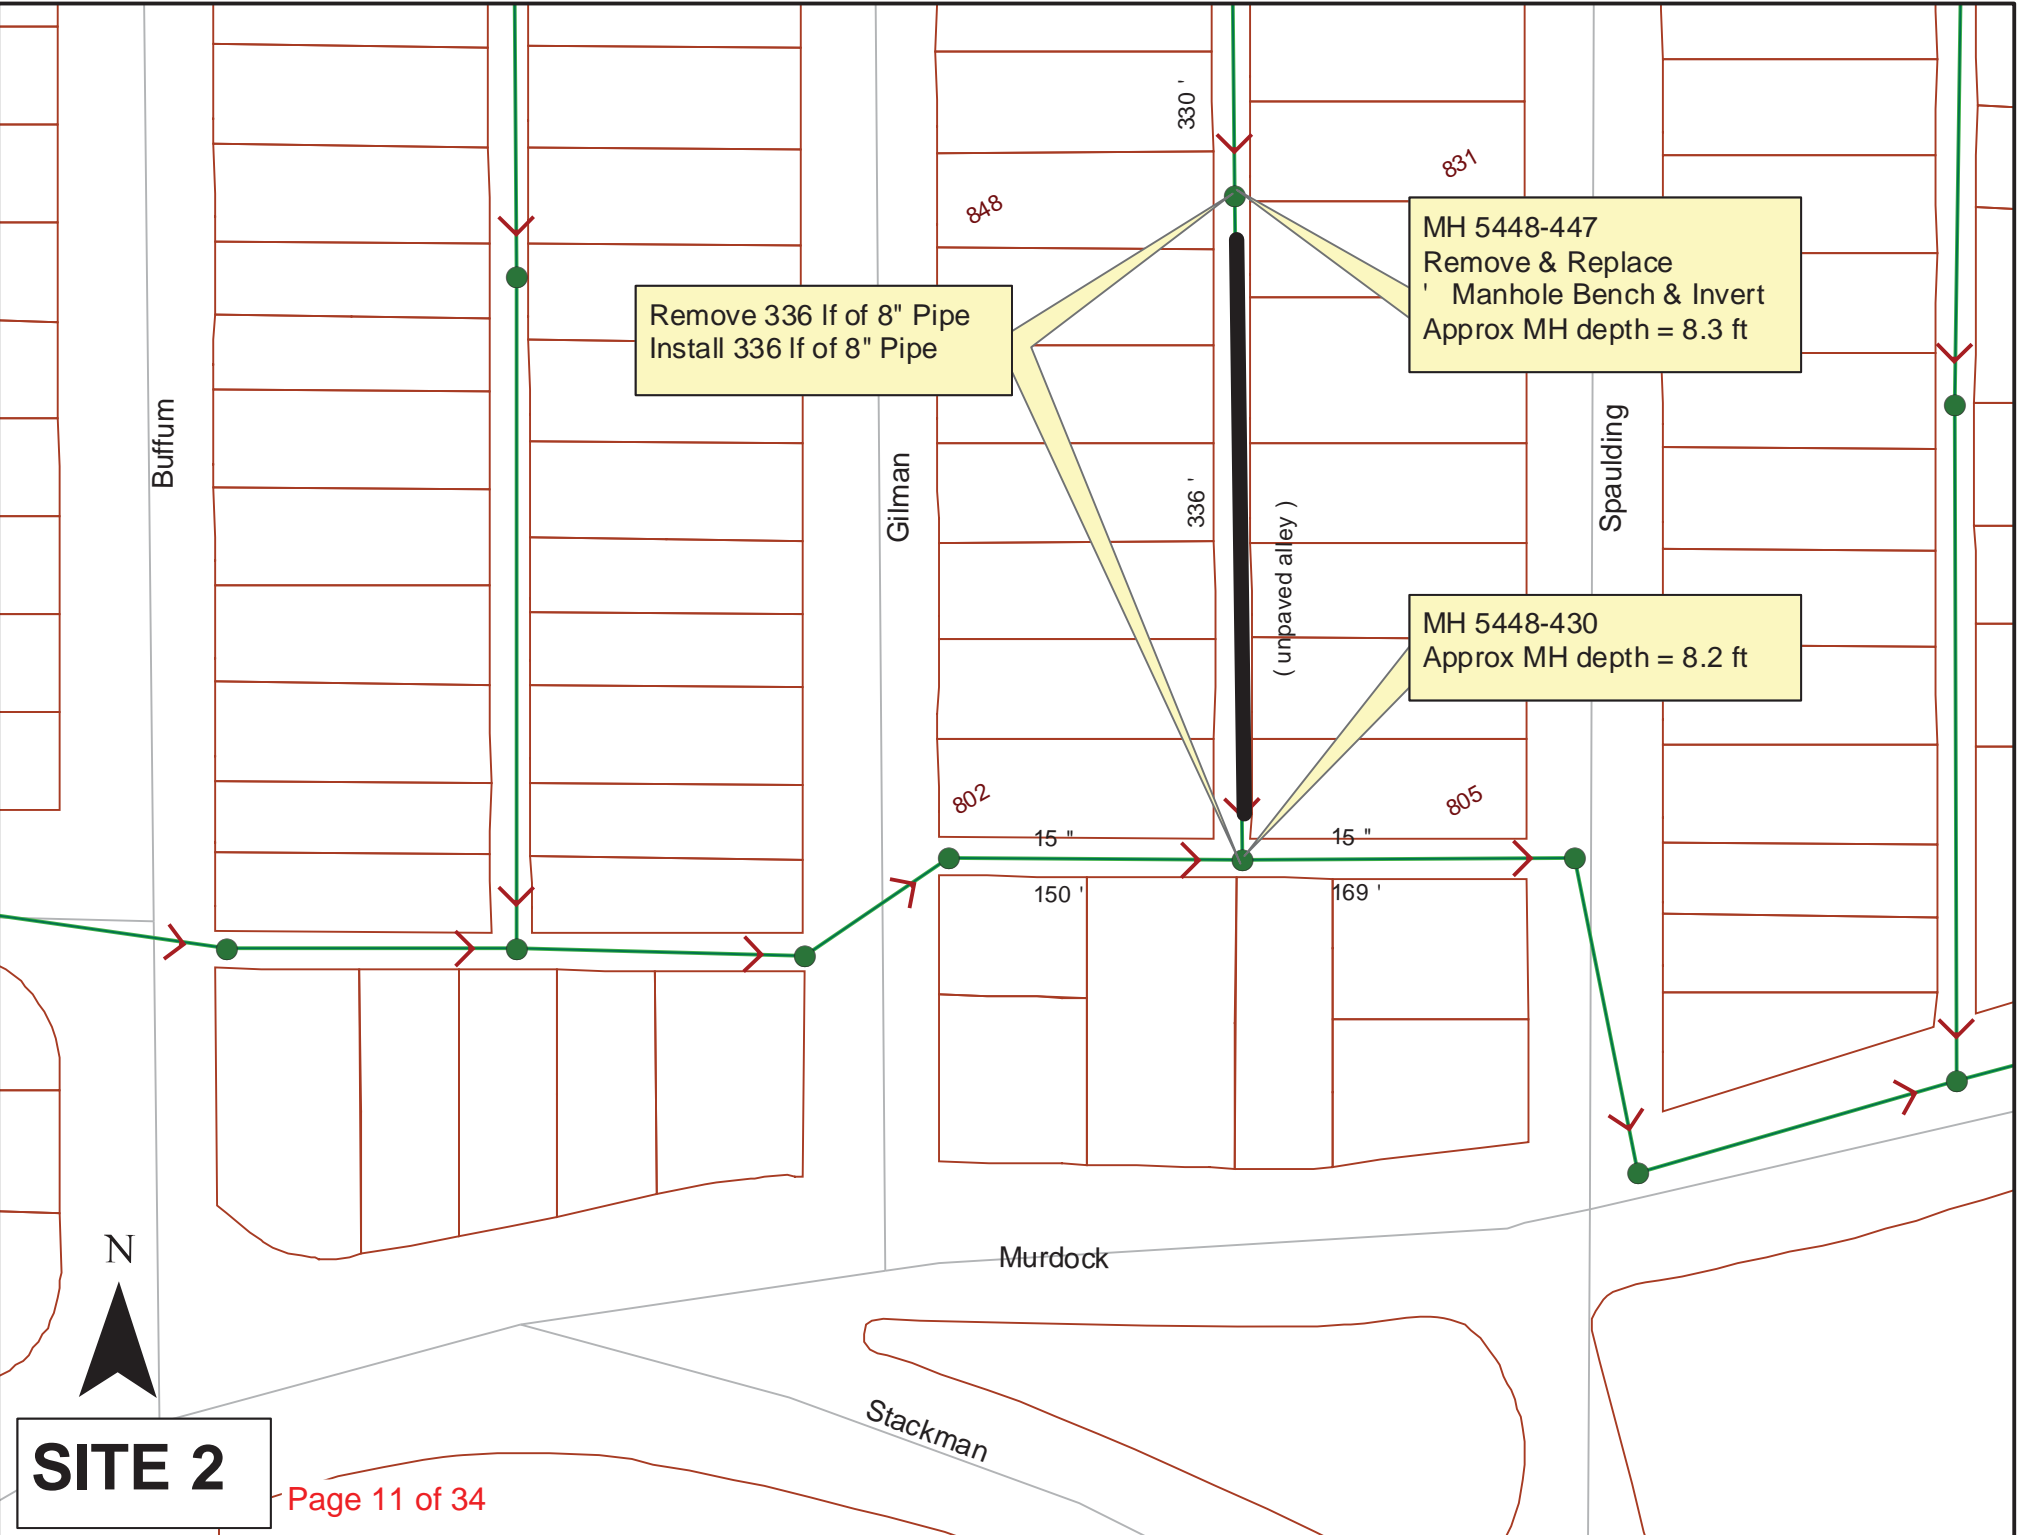 330 '
831
848
MH 5448-447
Remove & Replace
' Manhole Bench & Invert
Approx MH depth = 8.3 ft
Remove 336 lf of 8" Pipe
Install 336 lf of 8" Pipe
Buffum
Gilman
336 '
( unpaved alley )
Spaulding
MH 5448-430
Approx MH depth = 8.2 ft
802
805
15 "
15 "
150 '
169 '
N
Murdock
Stackman
SITE 2
Page 11 of 34